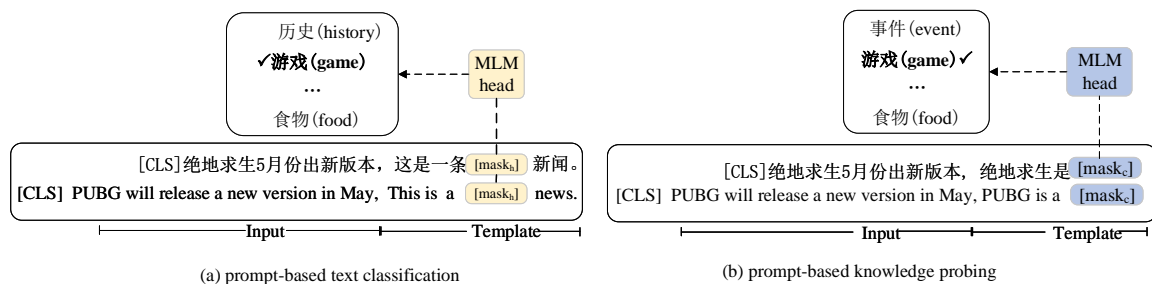 历史(history)
✓游戏(game)
...
食物(food)
MLM
head
[CLS]绝地求生5月份出新版本，这是一条 [maskh] 新闻。
[CLS] PUBG will release a new version in May, This is a [maskh] news.
Input
Template
(a) prompt-based text classification
事件(event)
游戏(game)✓
...
食物(food)
MLM
head
[CLS]绝地求生5月份出新版本, 绝地求生是 [maskc]
[CLS] PUBG will release a new version in May, PUBG is a [maskc]
Input
Template
(b) prompt-based knowledge probing